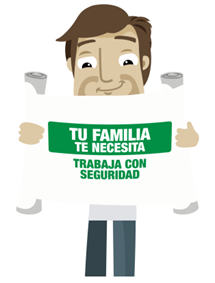 TU FAMILIA
TE NECESITA
TRABAJA CON
SEGURIDAD